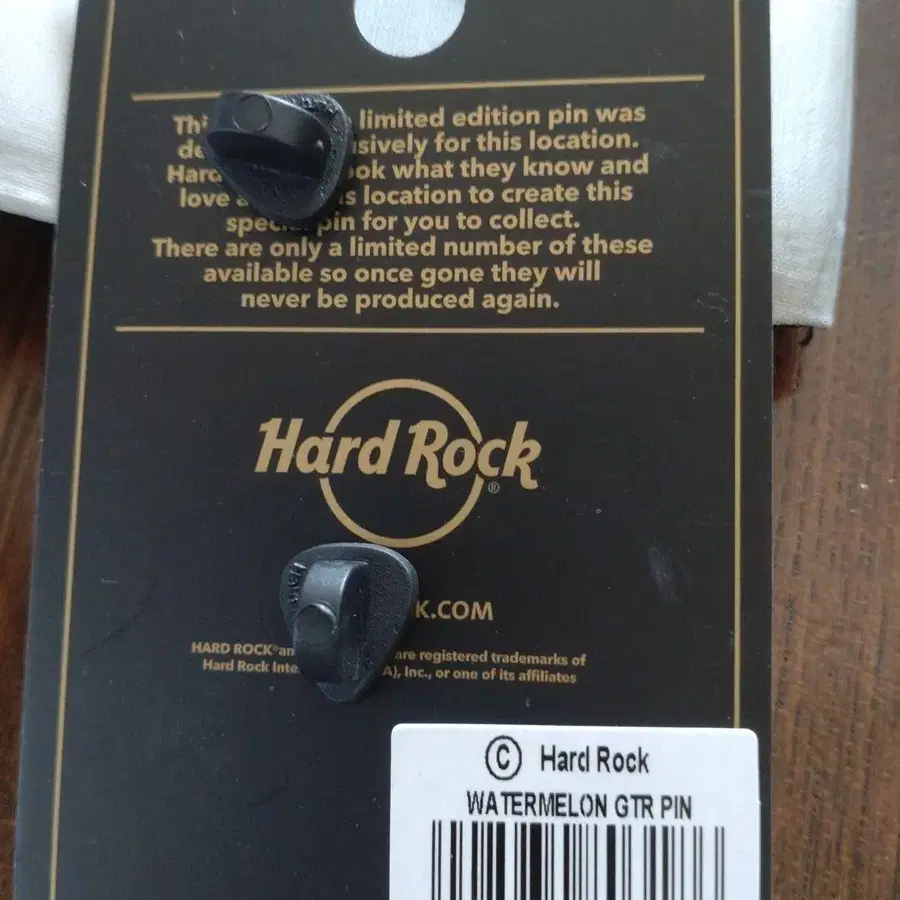 limited edition pin was
for this location.
what they know and
love location to create this
pin for you to collect.
There are only a limited number of these
available so once gone they will
never be produced again.
Hard Rock®
K.COM
HARD ROCK® are registered trademarks of
Hard Rock Inc., or one of its affiliates
© Hard Rock
WATERMELON GTR PIN